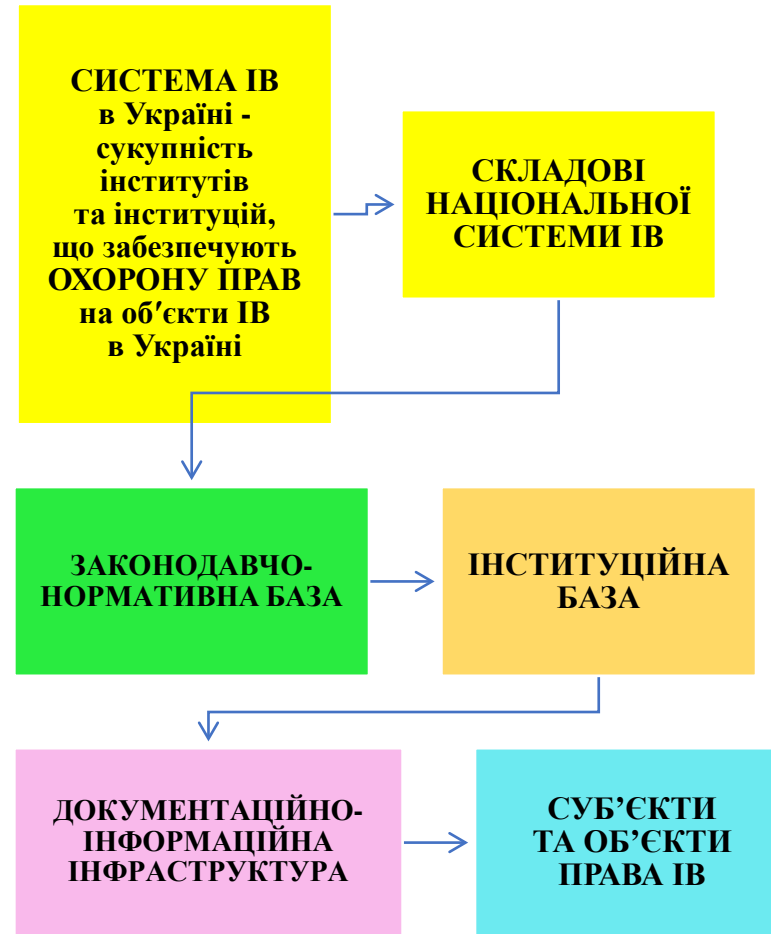 СИСТЕМА ІВ
в Україні -
сукупність
інститутів
та інституцій,
що забезпечують
ОХОРОНУ ПРАВ
на об′єкти ІВ
в Україні
СКЛАДОВІ
НАЦІОНАЛЬНОЇ
СИСТЕМИ ІВ
ЗАКОНОДАВЧО-
НОРМАТИВНА БАЗА
ІНСТИТУЦІЙНА
БАЗА
ДОКУМЕНТАЦІЙНО-
ІНФОРМАЦІЙНА
ІНФРАСТРУКТУРА
СУБ’ЄКТИ
ТА ОБ’ЄКТИ
ПРАВА ІВ